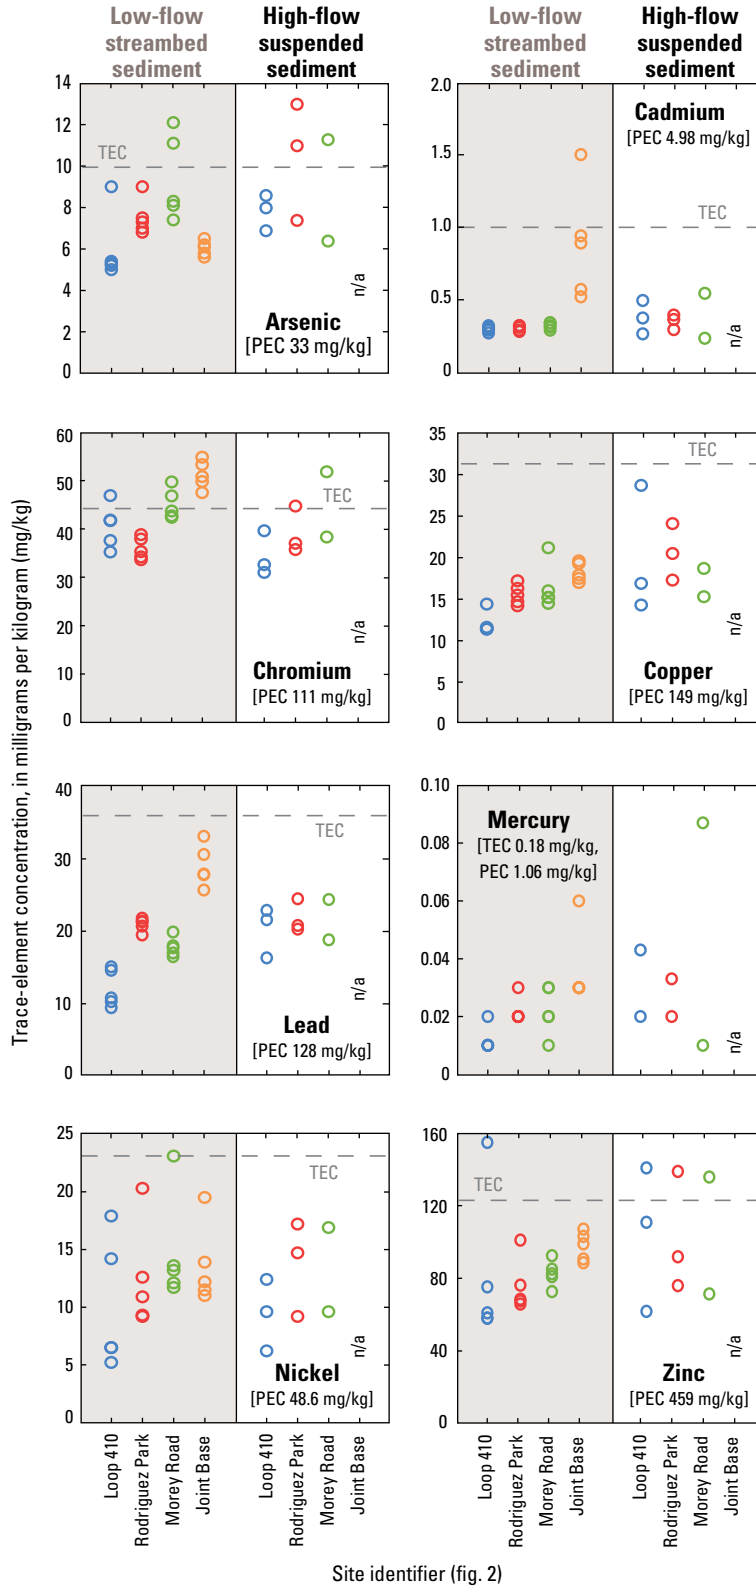 Low-flow
streambed
sediment
High-flow
suspended
sediment
Low-flow
streambed
sediment
High-flow
suspended
sediment
Trace-element concentration, in milligrams per kilogram (mg/kg)
14
12
10
8
6
4
2
0
TEC
n/a
Arsenic
[PEC 33 mg/kg]
2.0
1.5
1.0
0.5
0
Cadmium
[PEC 4.98 mg/kg]
TEC
n/a
60
50
40
30
20
10
0
TEC
n/a
Chromium
[PEC 111 mg/kg]
35
30
25
20
15
10
5
0
TEC
n/a
Copper
[PEC 149 mg/kg]
40
30
20
10
0
TEC
n/a
Lead
[PEC 128 mg/kg]
0.10
0.08
0.06
0.04
0.02
0
Mercury
[TEC 0.18 mg/kg,
PEC 1.06 mg/kg]
n/a
25
20
15
10
5
0
TEC
n/a
Nickel
[PEC 48.6 mg/kg]
160
120
80
40
0
TEC
n/a
Zinc
[PEC 459 mg/kg]
Loop 410
Rodriguez Park
Morey Road
Joint Base
Loop 410
Rodriguez Park
Morey Road
Joint Base
Loop 410
Rodriguez Park
Morey Road
Joint Base
Loop 410
Rodriguez Park
Morey Road
Joint Base
Site identifier (fig. 2)